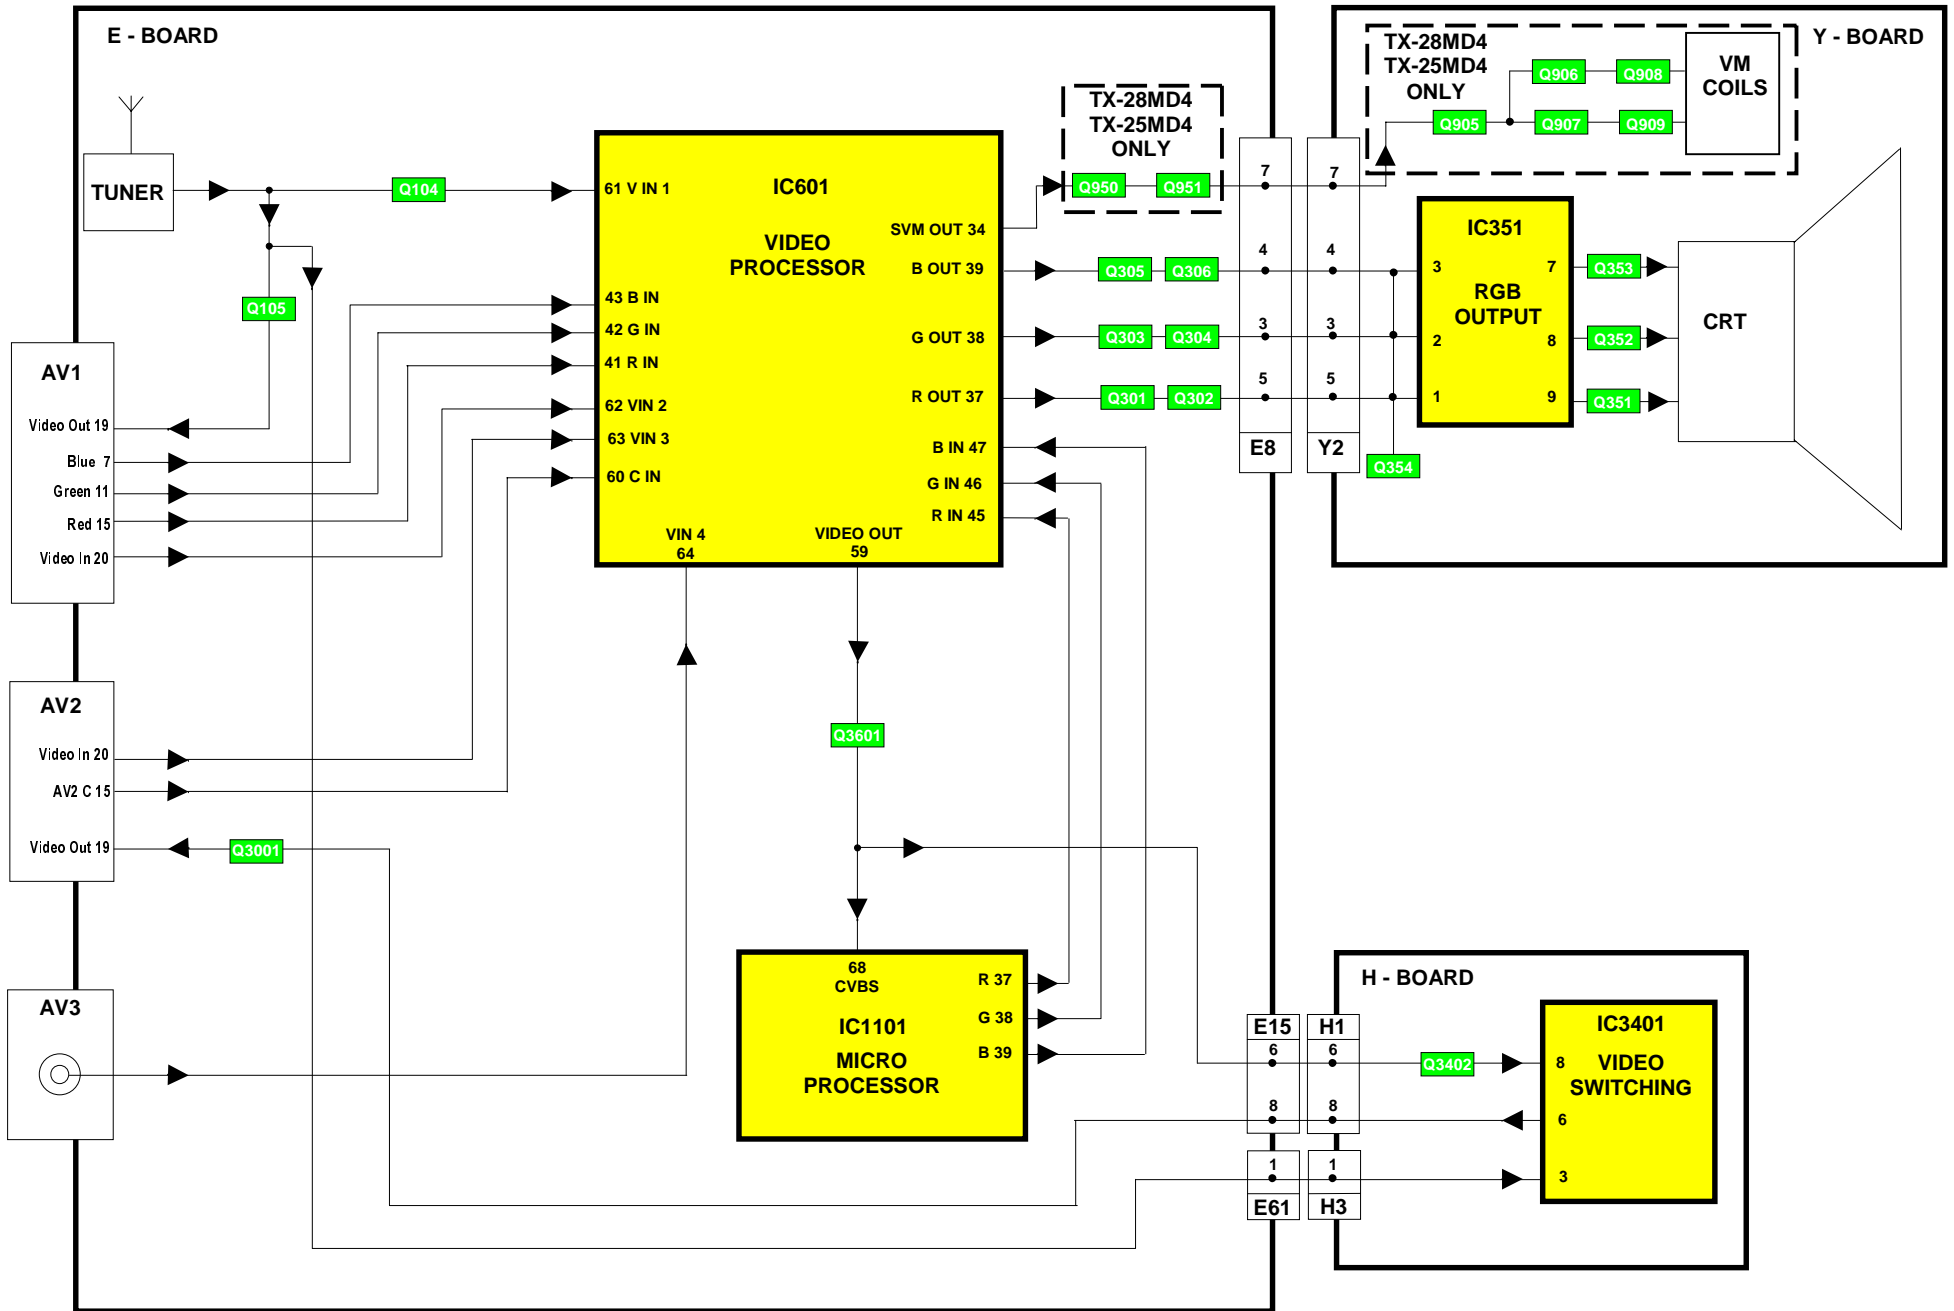 E - BOARD
TUNER
Q104
Q105
AV1
Video Out 19
Blue 7
Green 11
Red 15
Video In 20
AV2
Video In 20
AV2 C 15
Video Out 19
Q3001
AV3
61 V IN 1
IC601
VIDEO
PROCESSOR
43 B IN
42 G IN
41 R IN
62 VIN 2
63 VIN 3
60 C IN
SVM OUT 34
B OUT 39
G OUT 38
R OUT 37
B IN 47
G IN 46
R IN 45
VIN 4
64
VIDEO OUT
59
Q3601
68
CVBS
IC1101
MICRO
PROCESSOR
R 37
G 38
B 39
TX-28MD4
TX-25MD4
ONLY
Q950
Q951
Q305
Q306
Q303
Q304
Q301
Q302
7
4
3
5
E8
7
4
3
5
Y2
Y - BOARD
TX-28MD4
TX-25MD4
ONLY
Q905
Q906
Q908
Q907
Q909
VM
COILS
IC351
RGB
OUTPUT
3
2
1
7
8
9
Q353
Q352
Q351
Q354
CRT
H - BOARD
E15
6
8
1
E61
H1
6
8
1
H3
Q3402
IC3401
VIDEO
SWITCHING
8
6
3